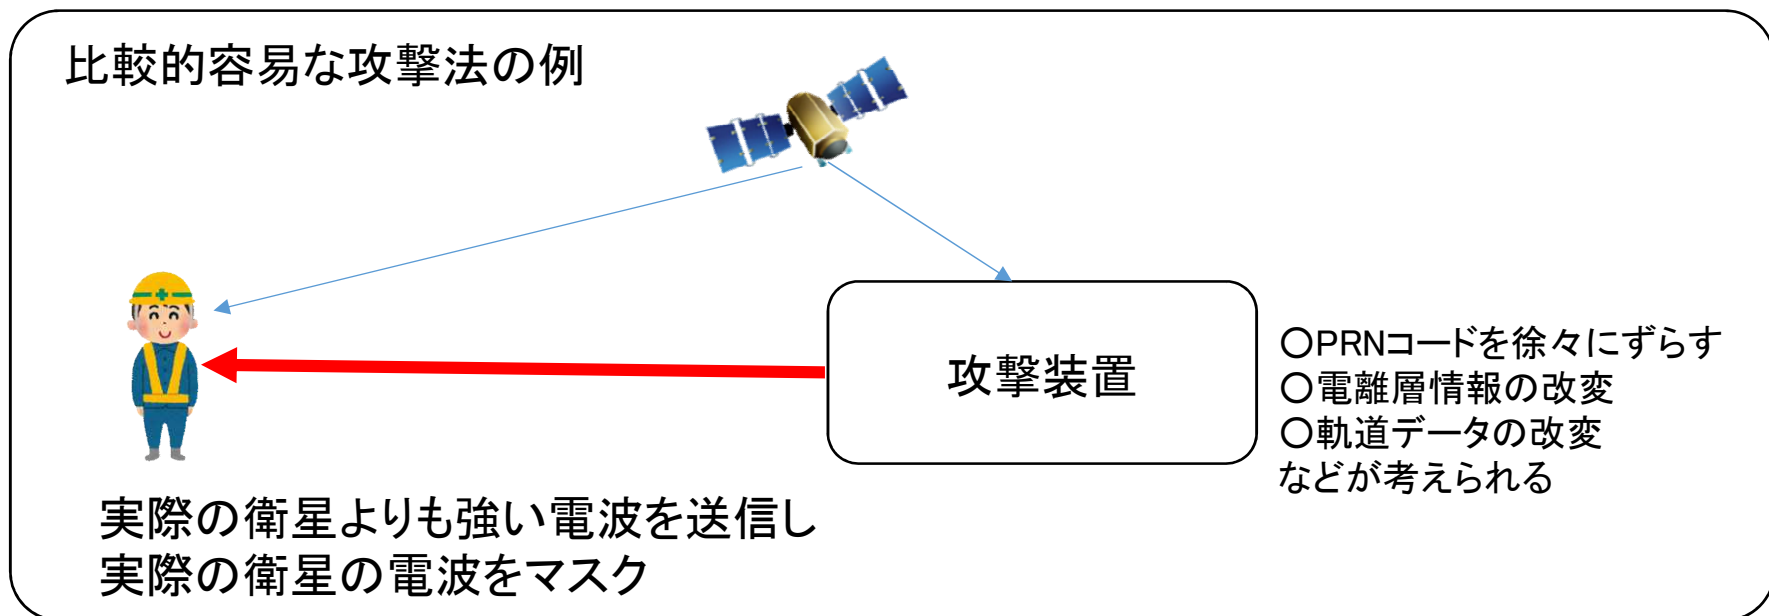 比較的容易な攻撃法の例
攻撃装置
○PRNコードを徐々にずらす
○電離層情報の改変
○軌道データの改変
などが考えられる
実際の衛星よりも強い電波を送信し
実際の衛星の電波をマスク